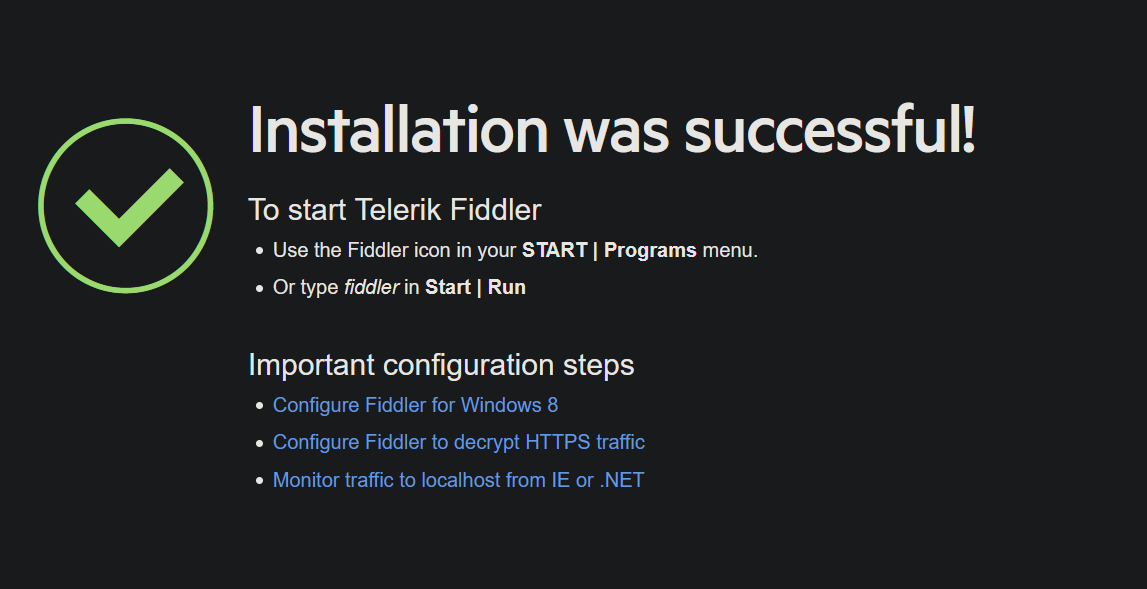 Installation was successful!
To start Telerik Fiddler
Use the Fiddler icon in your START | Programs menu.
Or type fiddler in Start | Run
Important configuration steps
Configure Fiddler for Windows 8
Configure Fiddler to decrypt HTTPS traffic
Monitor traffic to localhost from IE or .NET